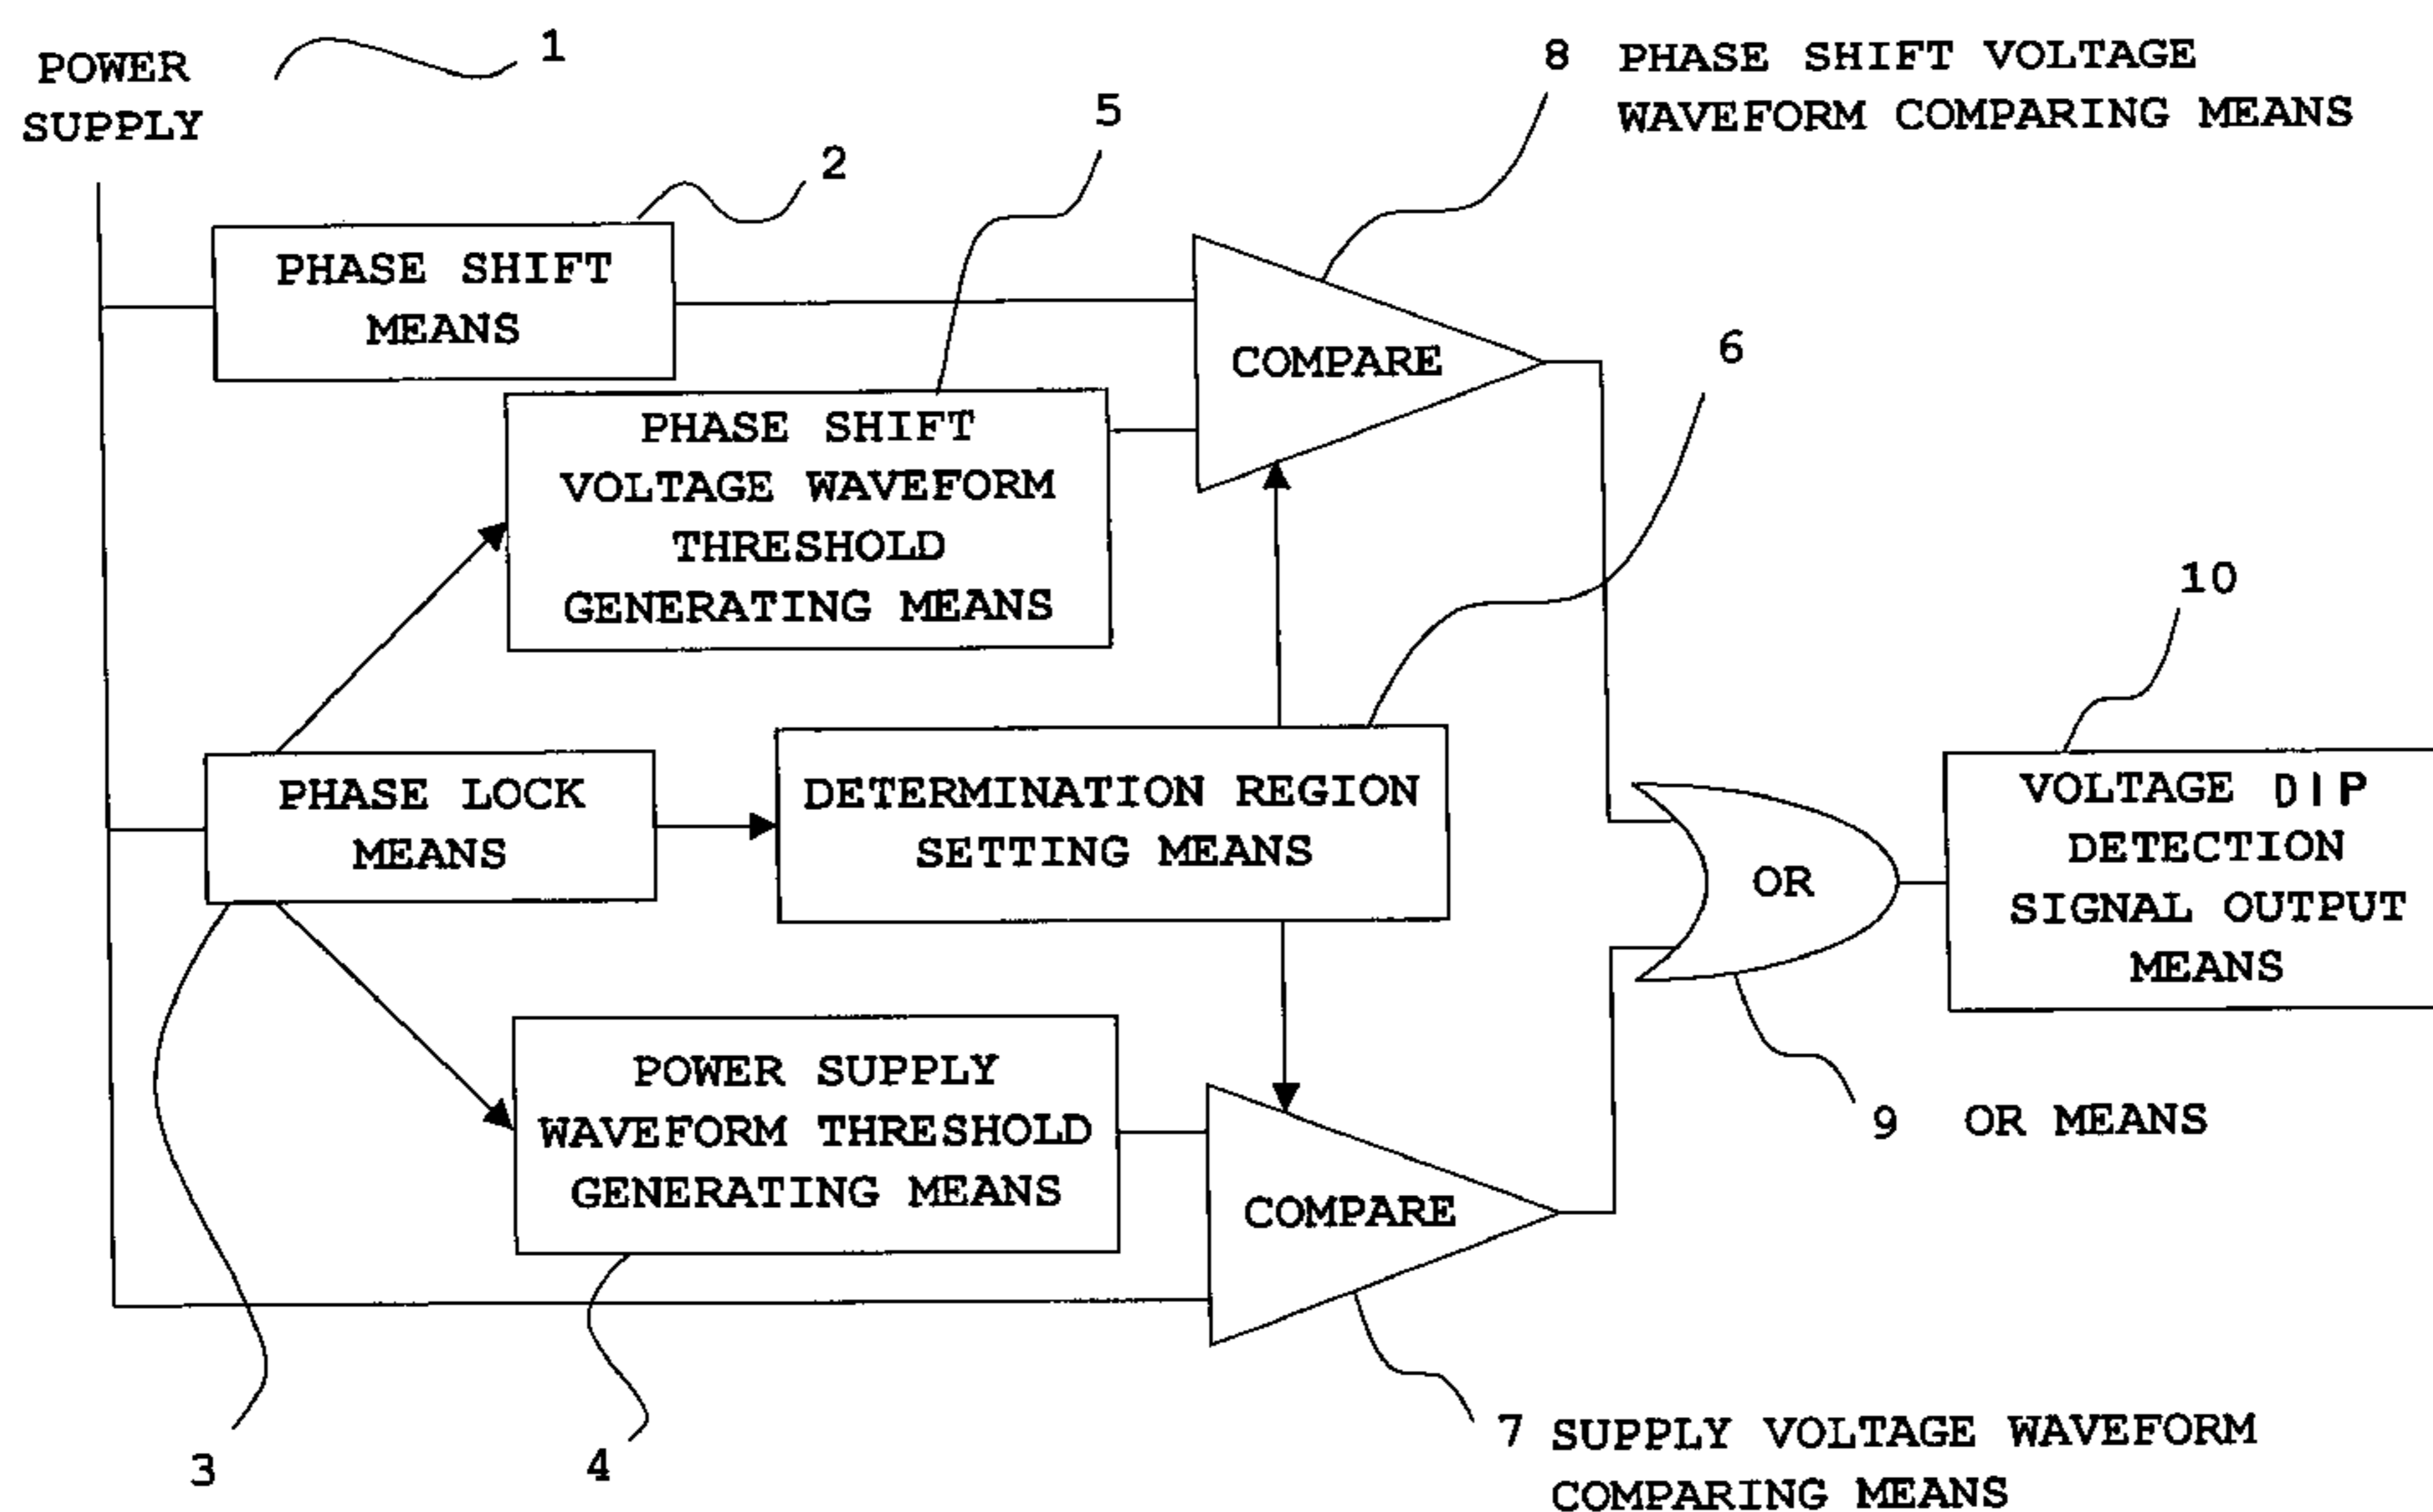 POWER
SUPPLY
1
2
5
8 PHASE SHIFT VOLTAGE
WAVEFORM COMPARING MEANS
PHASE SHIFT
MEANS
COMPARE
6
PHASE SHIFT
VOLTAGE WAVEFORM
THRESHOLD
GENERATING MEANS
10
PHASE LOCK
MEANS
DETERMINATION REGION
SETTING MEANS
OR
VOLTAGE DIP
DETECTION
SIGNAL OUTPUT
MEANS
POWER SUPPLY
WAVEFORM THRESHOLD
GENERATING MEANS
COMPARE
9 OR MEANS
3
4
7 SUPPLY VOLTAGE WAVEFORM
COMPARING MEANS